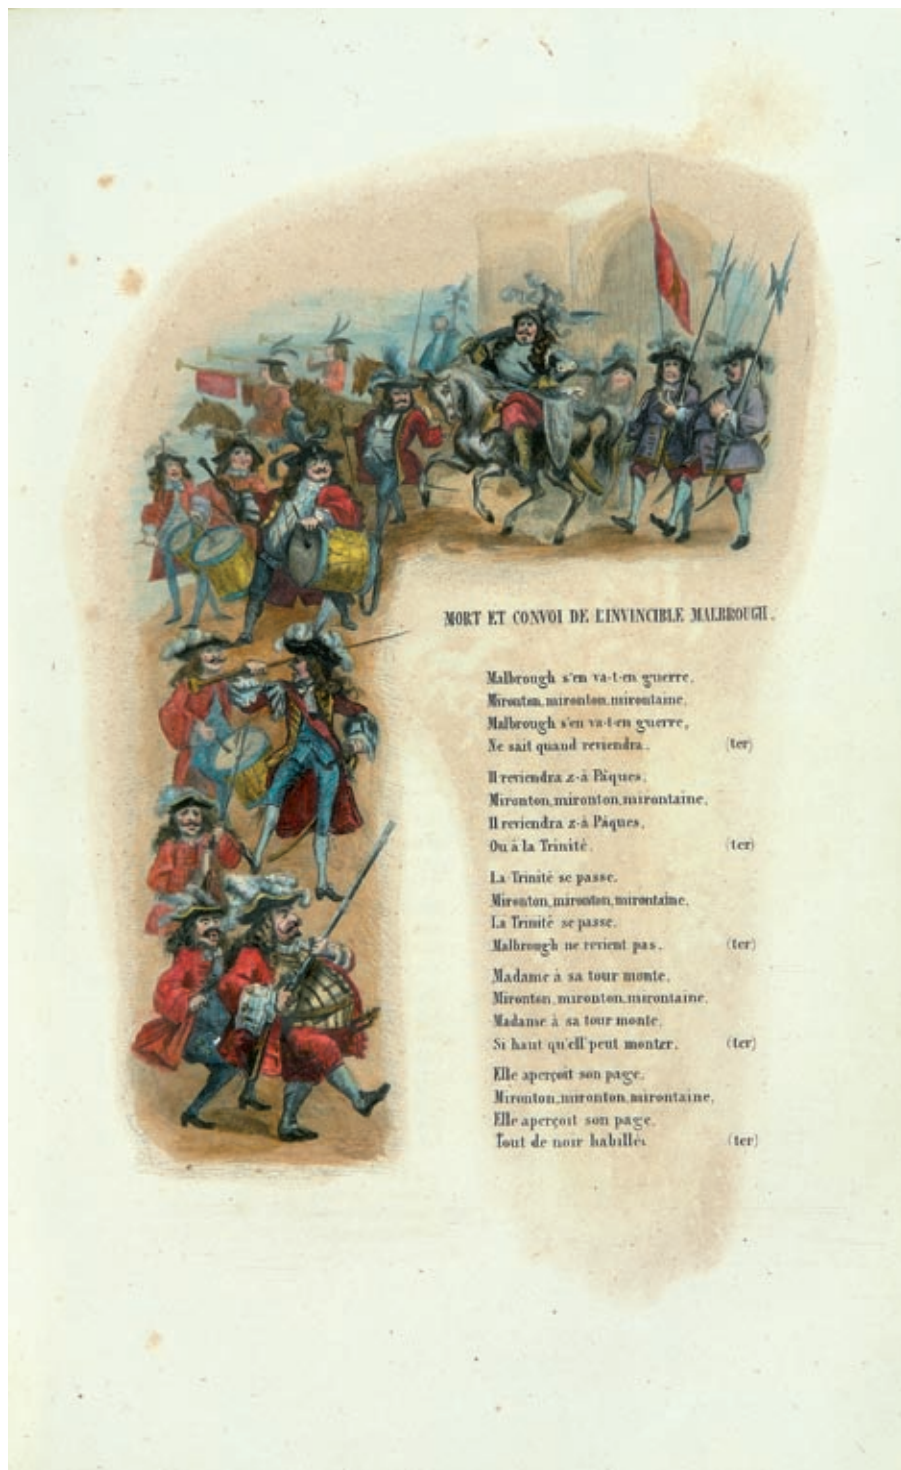 MORT ET CONVOI DE L'INVINCIBLE MALBROUGH.
Malbrough s'en va-t-en guerre,
Mironton, mironton, mirontaine,
Malbrough s'en va-t-en guerre,
Ne sait quand reviendra. (ter)
Il reviendra z-à Pâques,
Mironton, mironton, mirontaine,
Il reviendra z-à Pâques,
Ou à la Trinité. (ter)
La Trinité se passe,
Mironton, mironton, mirontaine,
La Trinité se passe,
Malbrough ne revient pas. (ter)
Madame à sa tour monte,
Mironton, mironton, mirontaine,
Madame à sa tour monte,
Si haut qu'ell' peut monter. (ter)
Elle aperçoit son page,
Mironton, mironton, mirontaine,
Elle aperçoit son page,
Tout de noir habillé. (ter)